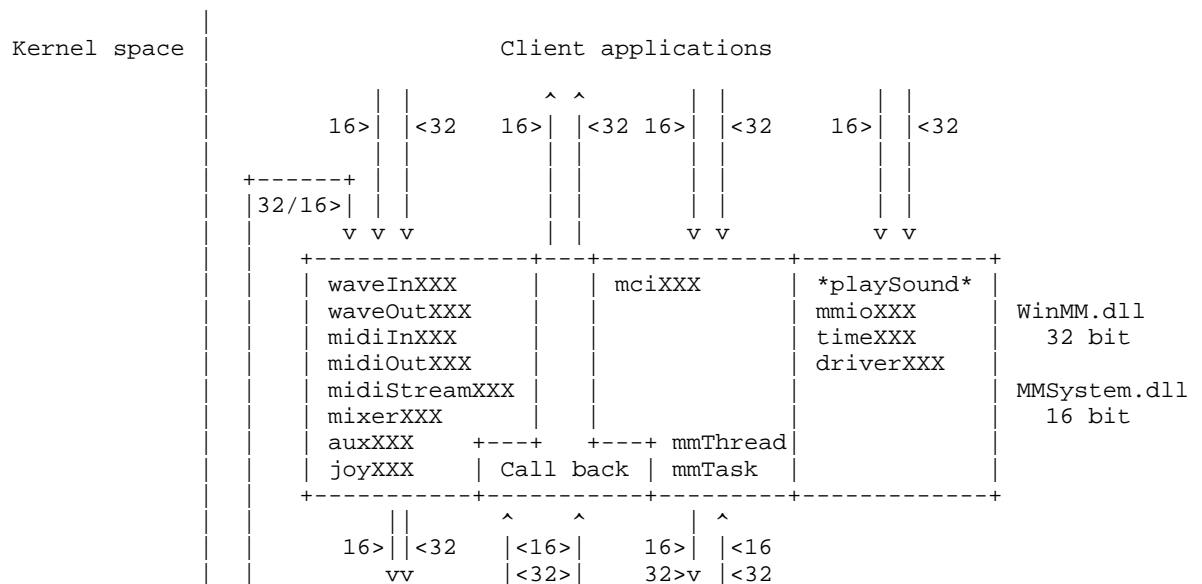 Kernel space | Client applications
16>| |<32 16>| |<32 16>| |<32 16>| |<32
+------+
|32/16>|
v v v | | v v v v
+---------------+---+-------------+-------------+
| waveInXXX | | mciXXX | *playSound* |
| waveOutXXX | | | mmioXXX | WinMM.dll
| midiInXXX | | | timeXXX | 32 bit
| midiOutXXX | | | driverXXX |
| midiStreamXXX | | | | MMSystem.dll
| mixerXXX | | | | 16 bit
| auxXXX +---+ +---+ mmThread| |
| joyXXX | Call back | mmTask | |
+-----------+-----------+---------+-------------+
|| ^ ^ | ^
16>||<32 |<16>| 16>| |<16
vv |<32>| 32>v |<32